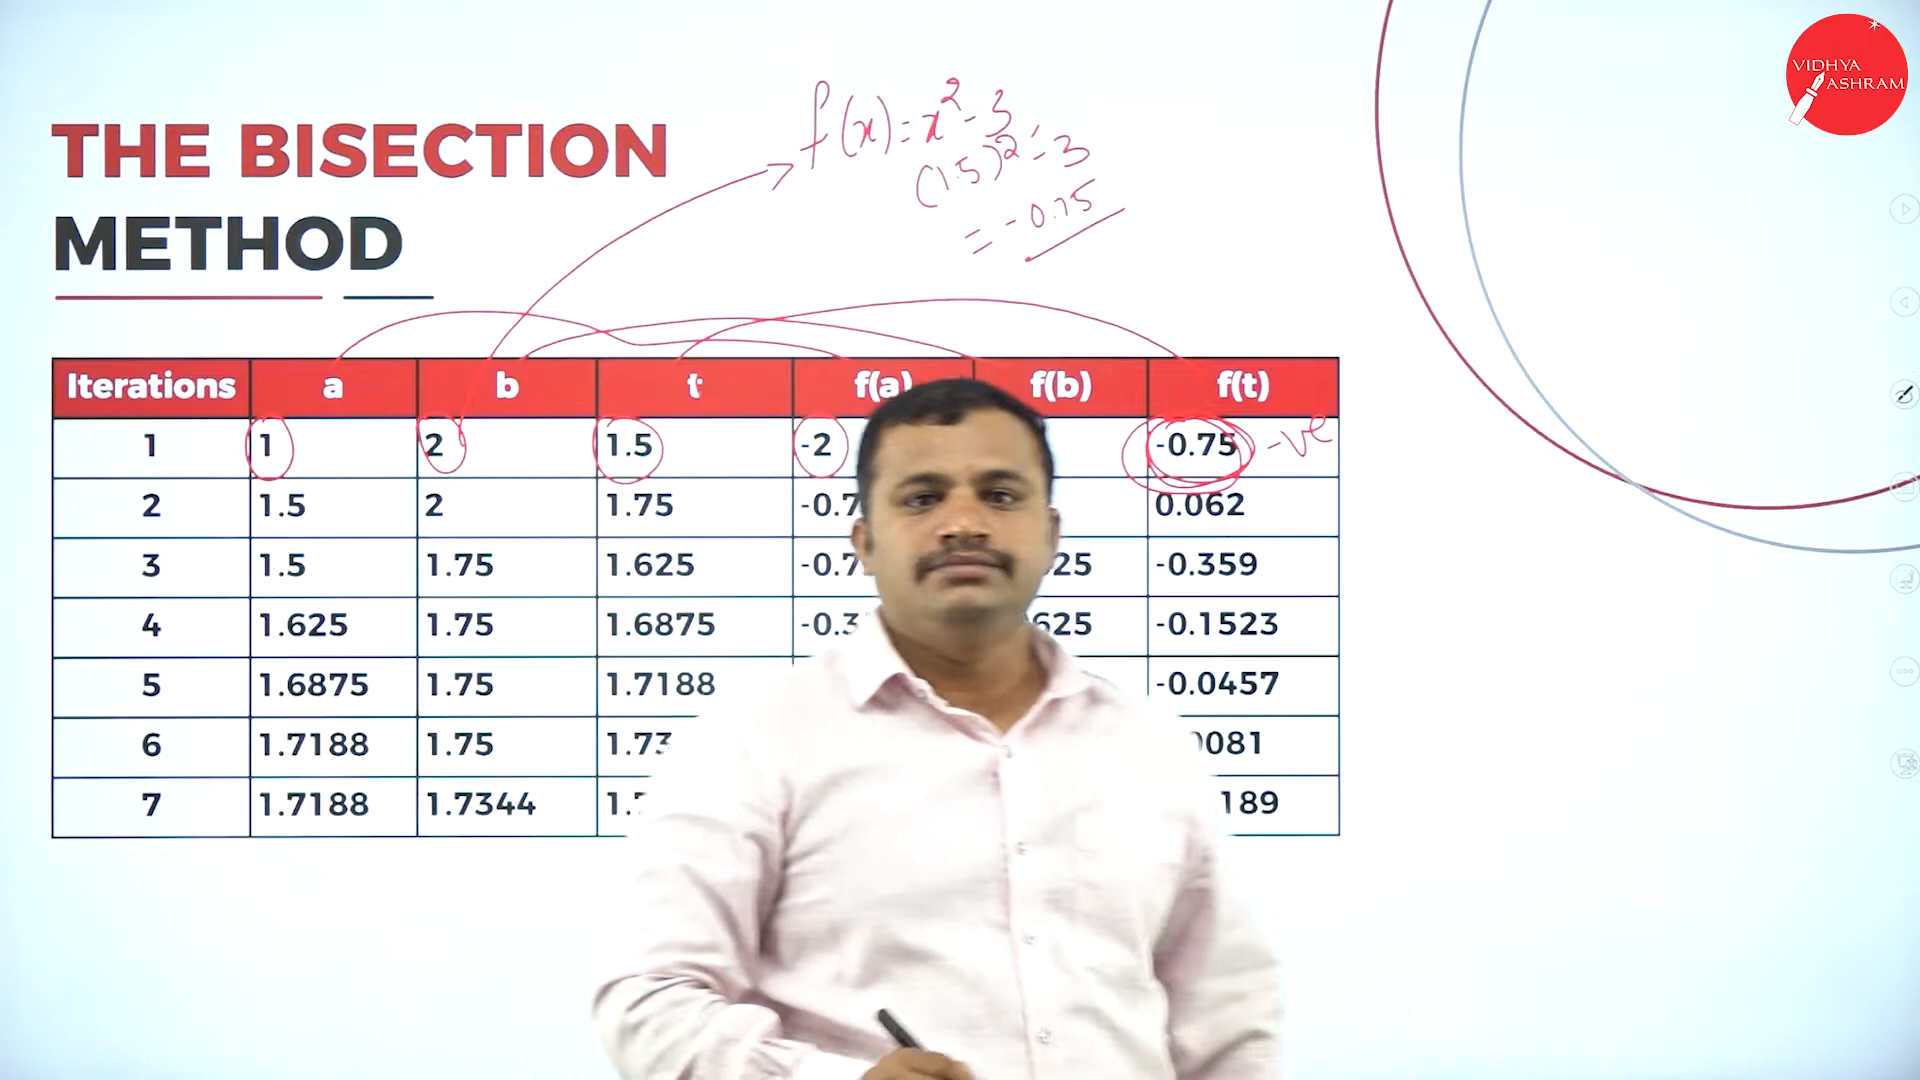 VIDHYA
ASHRAM
f(x) = x² - 3
(1.5)² - 3
= -0.75
THE BISECTION
METHOD
Iterations a b t f(a) f(b) f(t)
1 1 2 1.5 -2 -0.75 -ve
2 1.5 2 1.75 0.062
3 1.5 1.75 1.625 -0.359
4 1.625 1.75 1.6875 -0.1523
5 1.6875 1.75 1.7188 -0.0457
6 1.7188 1.75
7 1.7188 1.7344